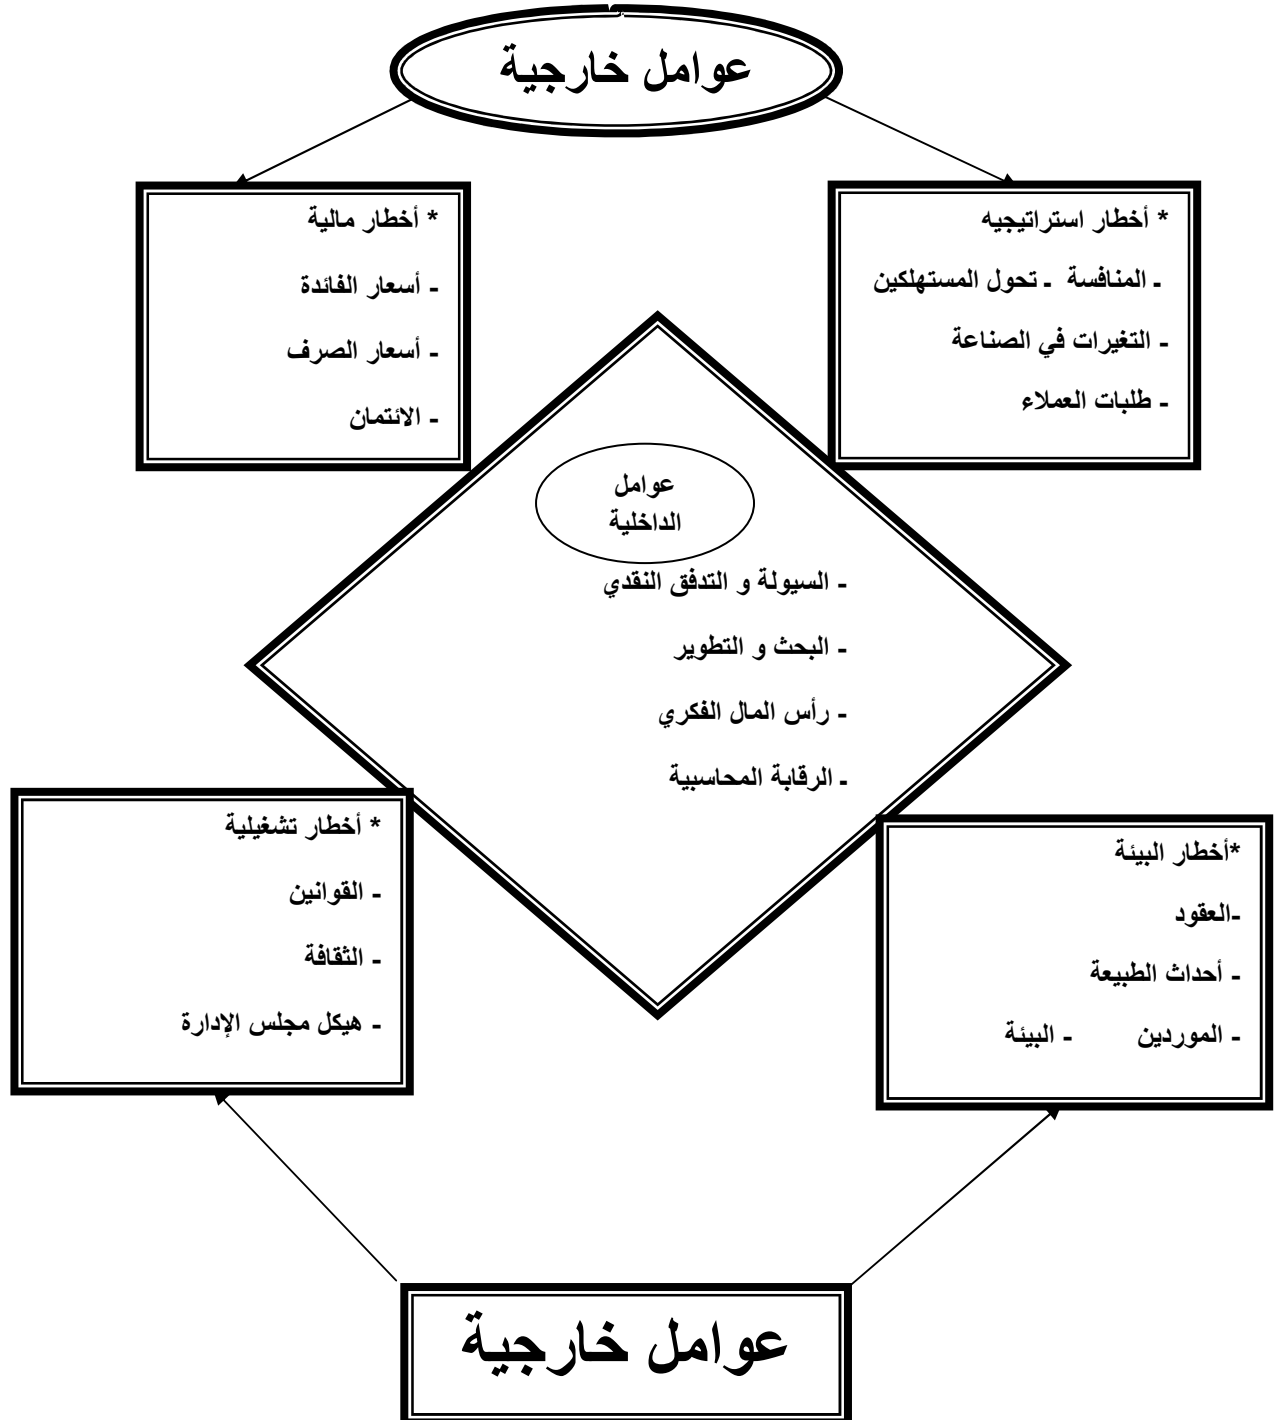 عوامل خارجية
* أخطار استراتيجيه
- المنافسة - تحول المستهلكين
- التغيرات في الصناعة
- طلبات العملاء
* أخطار مالية
- أسعار الفائدة
- أسعار الصرف
- الائتمان
عوامل
الداخلية
- السيولة و التدفق النقدي
- البحث و التطوير
- رأس المال الفكري
- الرقابة المحاسبية
*أخطار البيئة
-العقود
- أحداث الطبيعة
- الموردين - البيئة
* أخطار تشغيلية
- القوانين
- الثقافة
- هيكل مجلس الإدارة
عوامل خارجية